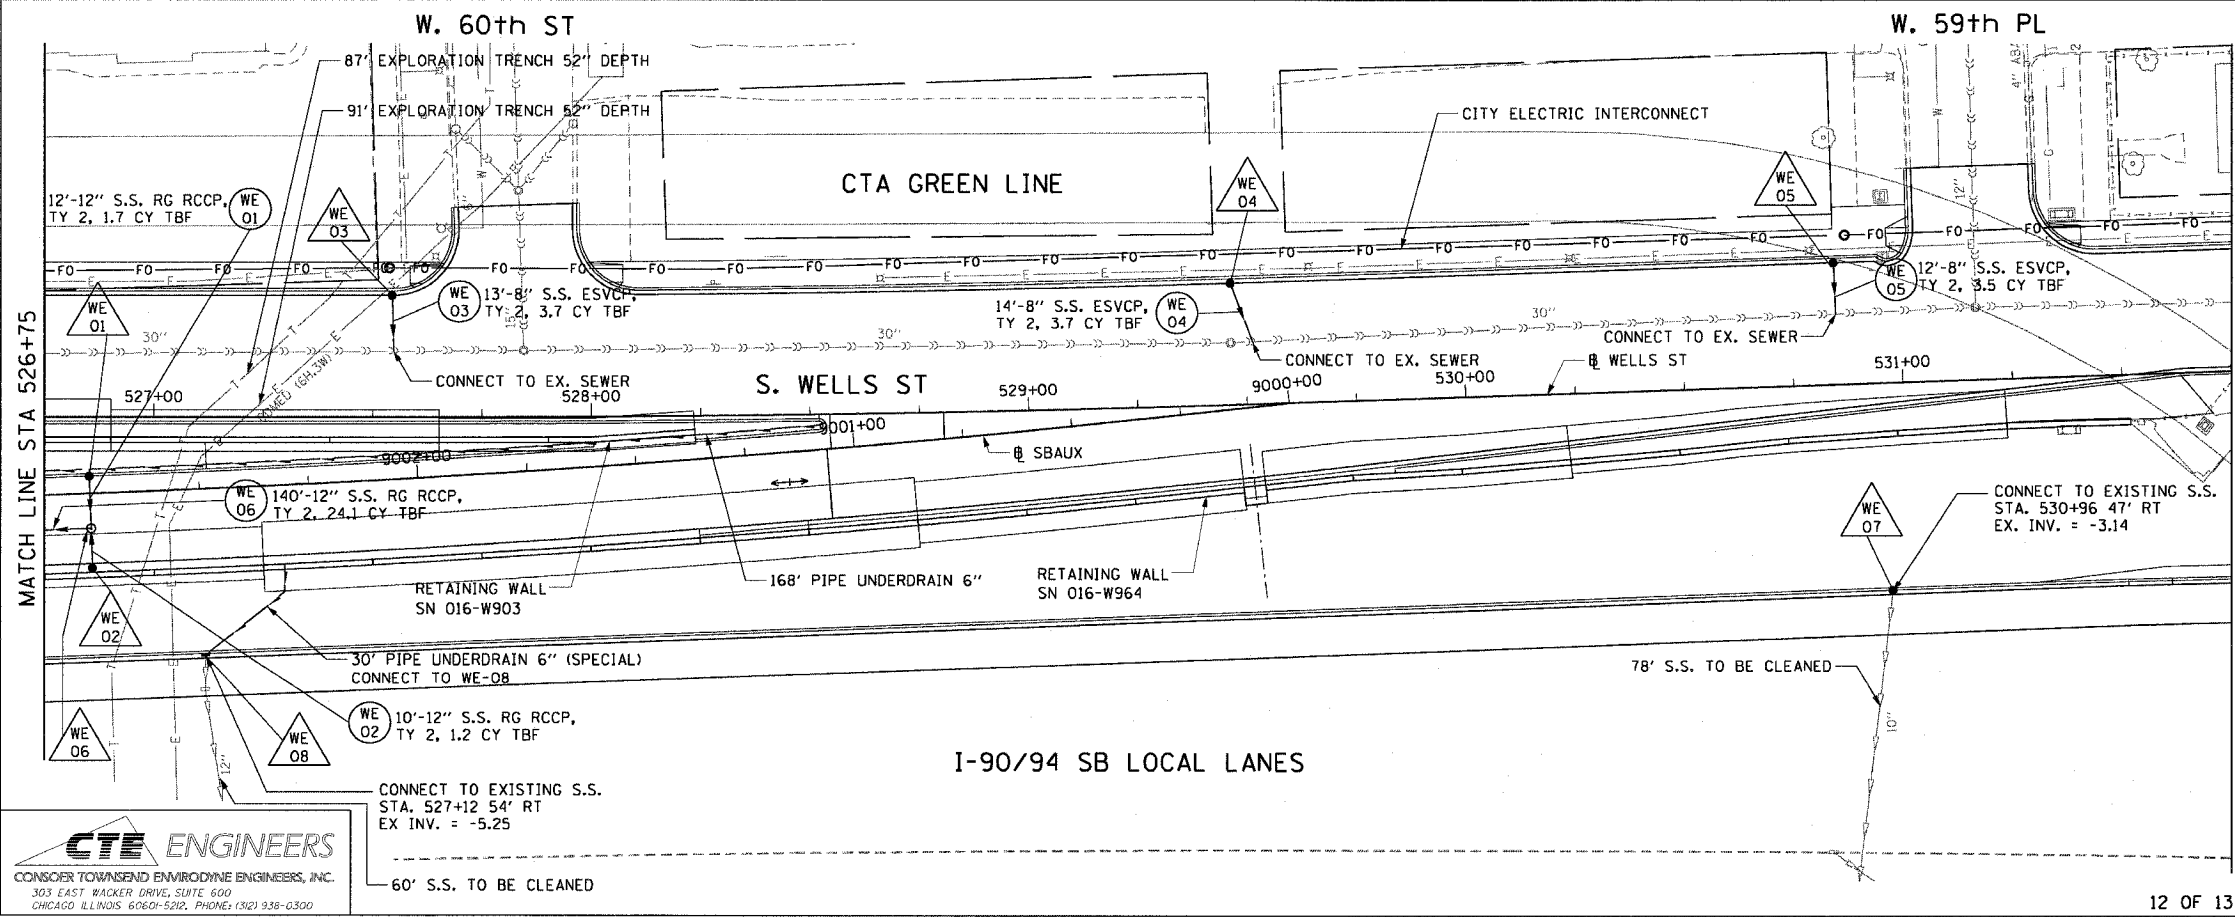 W. 60th ST
W. 59th PL
87' EXPLORATION TRENCH 52" DEPTH
91' EXPLORATION TRENCH 52" DEPTH
CITY ELECTRIC INTERCONNECT
CTA GREEN LINE
12'-12" S.S. RG RCCP,
TY 2, 1.7 CY TBF
WE
01
WE
03
WE
04
WE
05
WE
01
WE
03
13'-8" S.S. ESVCP,
TY 2, 3.7 CY TBF
14'-8" S.S. ESVCP,
TY 2, 3.7 CY TBF
WE
04
WE
05
12'-8" S.S. ESVCP,
TY 2, 3.5 CY TBF
30"
30"
30"
15"
12"
CONNECT TO EX. SEWER
CONNECT TO EX. SEWER
CONNECT TO EX. SEWER
MATCH LINE STA 526+75
S. WELLS ST
℄ WELLS ST
527+00
528+00
529+00
9000+00
530+00
531+00
9001+00
9002+00
℄ SBAUX
WE
06
140'-12" S.S. RG RCCP,
TY 2, 24.1 CY TBF
WE
07
CONNECT TO EXISTING S.S.
STA. 530+96 47' RT
EX. INV. = -3.14
RETAINING WALL
SN 016-W903
168' PIPE UNDERDRAIN 6"
RETAINING WALL
SN 016-W964
WE
02
30' PIPE UNDERDRAIN 6" (SPECIAL)
CONNECT TO WE-08
78' S.S. TO BE CLEANED
WE
02
10'-12" S.S. RG RCCP,
TY 2, 1.2 CY TBF
WE
06
WE
08
12"
10"
I-90/94 SB LOCAL LANES
CONNECT TO EXISTING S.S.
STA. 527+12 54' RT
EX INV. = -5.25
60' S.S. TO BE CLEANED
CTE ENGINEERS
CONSOER TOWNSEND ENVIRODYNE ENGINEERS, INC.
303 EAST WACKER DRIVE, SUITE 600
CHICAGO ILLINOIS 60601-5212, PHONE: (312) 938-0300
12 OF 13